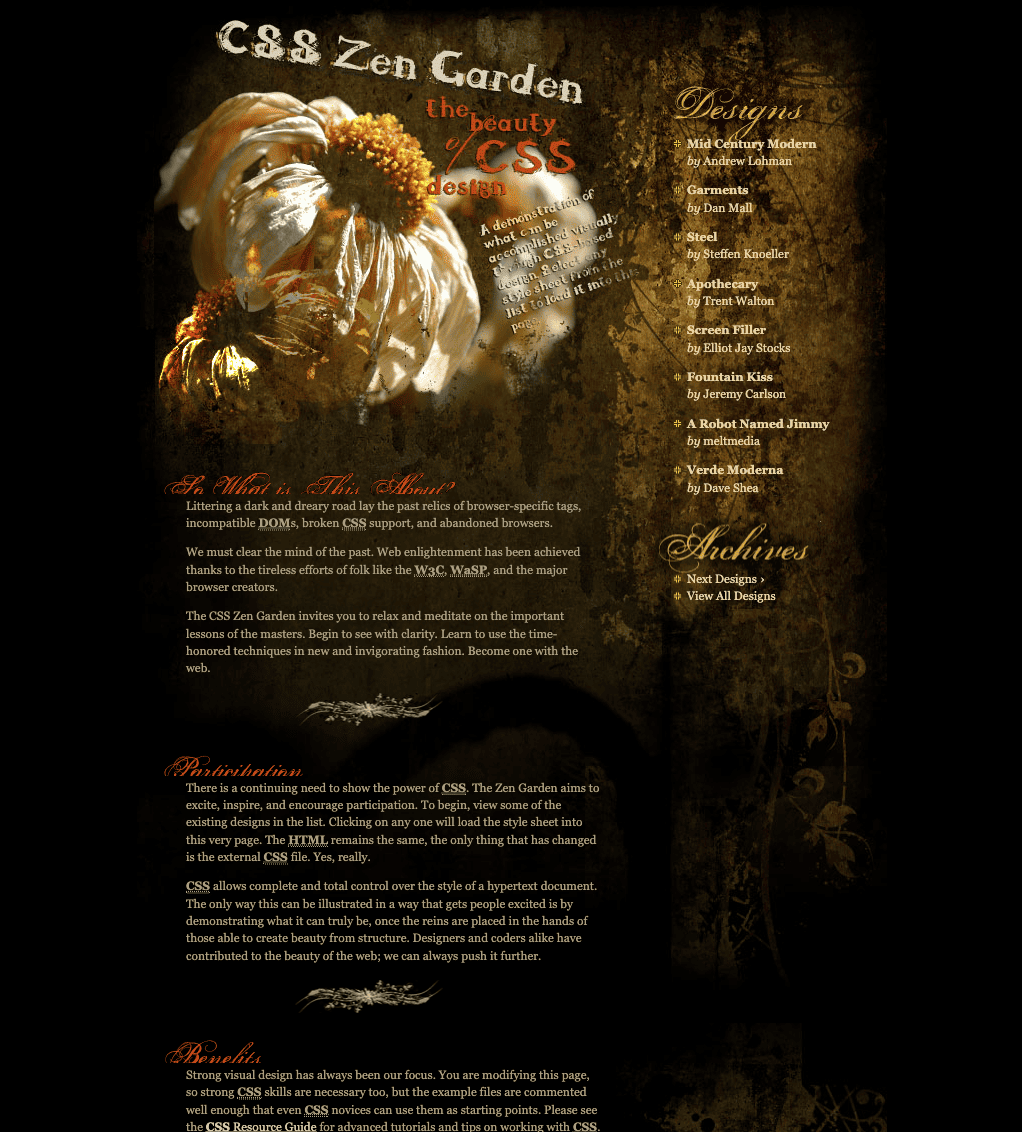 CSS Zen Garden
the
beauty
of CSS
design
A demonstration of
what can be
accomplished visually
through CSS-based
design. Select any
style sheet from the
list to load it into this
page.
So What is This About?
Littering a dark and dreary road lay the past relics of browser-specific tags,
incompatible DOMs, broken CSS support, and abandoned browsers.
We must clear the mind of the past. Web enlightenment has been achieved
thanks to the tireless efforts of folk like the W3C, WaSP, and the major
browser creators.
The CSS Zen Garden invites you to relax and meditate on the important
lessons of the masters. Begin to see with clarity. Learn to use the time-
honored techniques in new and invigorating fashion. Become one with the
web.
Participation
There is a continuing need to show the power of CSS. The Zen Garden aims to
excite, inspire, and encourage participation. To begin, view some of the
existing designs in the list. Clicking on any one will load the style sheet into
this very page. The HTML remains the same, the only thing that has changed
is the external CSS file. Yes, really.
CSS allows complete and total control over the style of a hypertext document.
The only way this can be illustrated in a way that gets people excited is by
demonstrating what it can truly be, once the reins are placed in the hands of
those able to create beauty from structure. Designers and coders alike have
contributed to the beauty of the web; we can always push it further.
Benefits
Strong visual design has always been our focus. You are modifying this page,
so strong CSS skills are necessary too, but the example files are commented
well enough that even CSS novices can use them as starting points. Please see
the CSS Resource Guide for advanced tutorials and tips on working with CSS.
Designs
Mid Century Modern
by Andrew Lohman
Garments
by Dan Mall
Steel
by Steffen Knoeller
Apothecary
by Trent Walton
Screen Filler
by Elliot Jay Stocks
Fountain Kiss
by Jeremy Carlson
A Robot Named Jimmy
by meltmedia
Verde Moderna
by Dave Shea
Archives
Next Designs ›
View All Designs